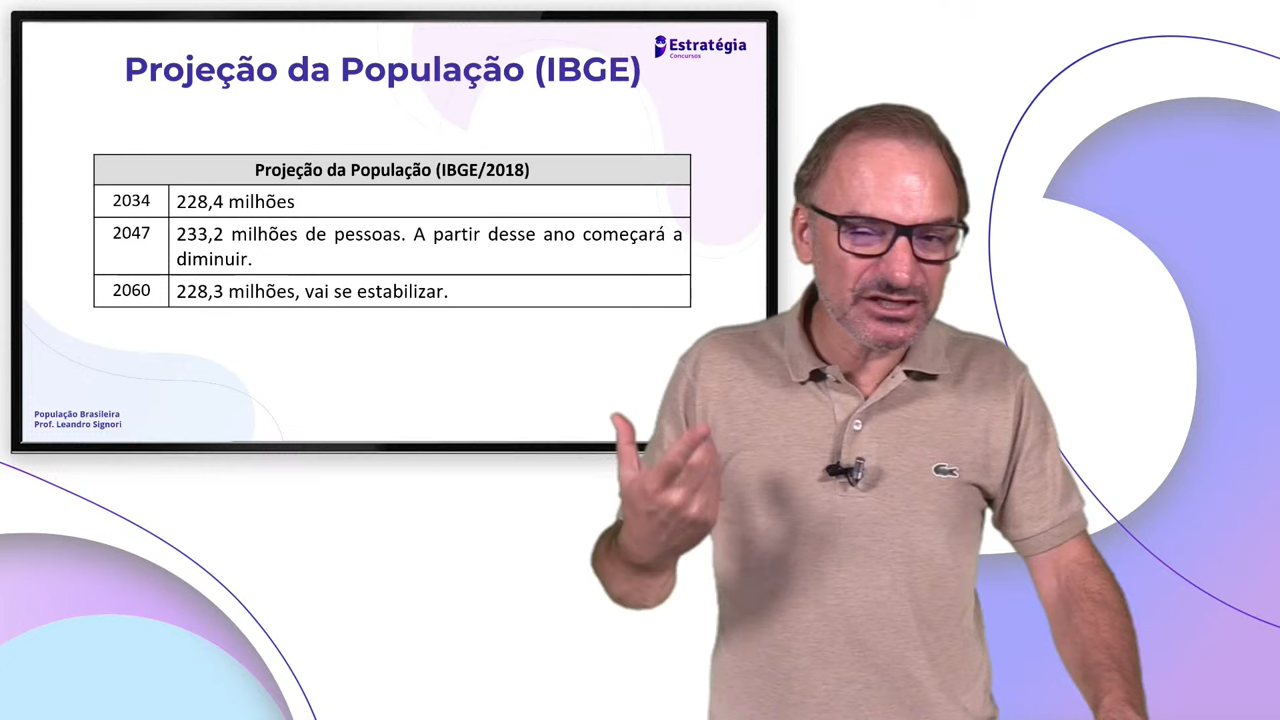 Estratégia
Concursos
Projeção da População (IBGE)
Projeção da População (IBGE/2018)
2034 228,4 milhões
2047 233,2 milhões de pessoas. A partir desse ano começará a
diminuir.
2060 228,3 milhões, vai se estabilizar.
População Brasileira
Prof. Leandro Signori